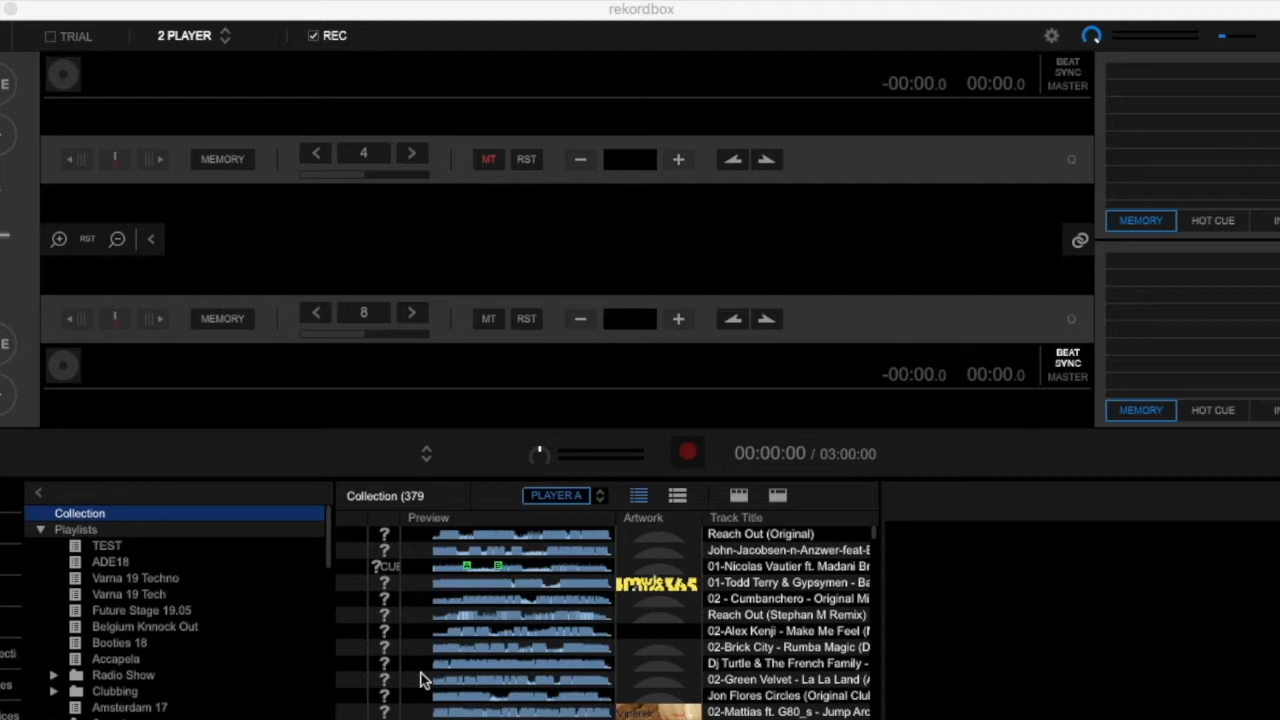 rekordbox
TRIAL 2 PLAYER REC
-00:00.0 00:00.0 BEAT SYNC MASTER
MEMORY 4 MT RST Q
MEMORY HOT CUE
RST
MEMORY 8 MT RST Q
-00:00.0 00:00.0 BEAT SYNC MASTER
MEMORY HOT CUE
00:00:00 / 03:00:00
Collection (379 PLAYER A
Collection
Playlists
TEST
ADE18
Varna 19 Techno
Varna 19 Tech
Future Stage 19.05
Belgium Knnock Out
Booties 18
Accapela
Radio Show
Clubbing
Amsterdam 17
Preview Artwork Track Title
? Reach Out (Original)
? John-Jacobsen-n-Anzwer-feat-
?CUE A B 01-Nicolas Vautier ft. Madani Br
? 01-Todd Terry & Gypsymen - Ba
? 02 - Cumbanchero - Original Mi
? Reach Out (Stephan M Remix)
? 02-Alex Kenji - Make Me Feel (
? 02-Brick City - Rumba Magic (D
? Dj Turtle & The French Family -
? 02-Green Velvet - La La Land (
? Jon Flores Circles (Original Clu
? 02-Mattias ft. G80_s - Jump Arc